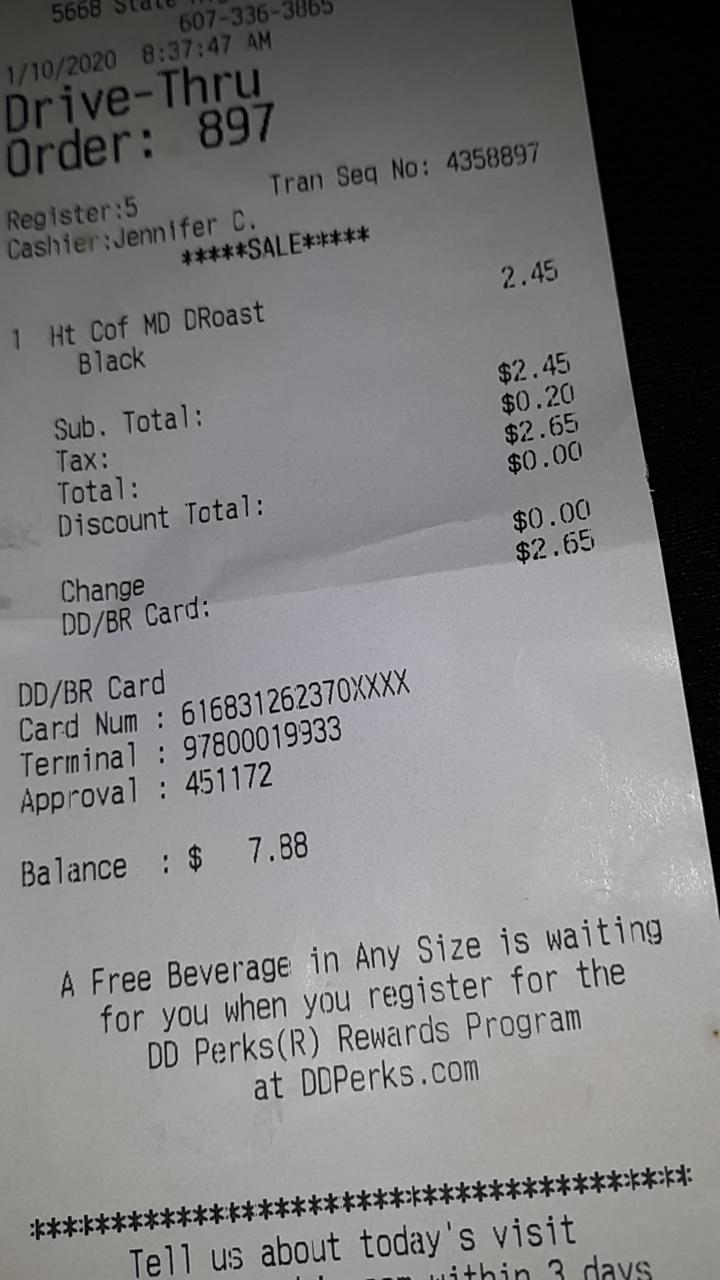 5668 State
607-336-3865
1/10/2020 8:37:47 AM
Drive-Thru
Order: 897
Tran Seq No: 4358897
Register:5
Cashier:Jennifer C.
*****SALE*****
1 Ht Cof MD DRoast 2.45
Black
Sub. Total: $2.45
Tax: $0.20
Total: $2.65
Discount Total: $0.00
Change $0.00
DD/BR Card: $2.65
DD/BR Card
Card Num : 616831262370XXXX
Terminal : 97800019933
Approval : 451172
Balance : $ 7.88
A Free Beverage in Any Size is waiting
for you when you register for the
DD Perks(R) Rewards Program
at DDPerks.com
****************************************
Tell us about today's visit
within 3 days